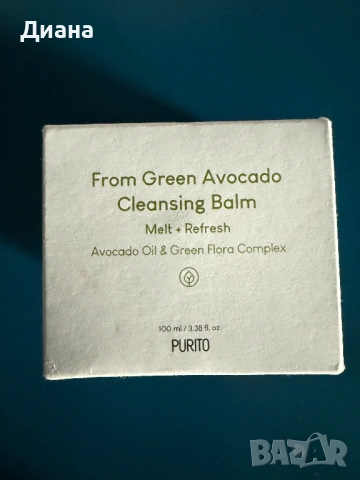 Диана
From Green Avocado
Cleansing Balm
Melt + Refresh
Avocado Oil & Green Flora Complex
100 ml / 3.38 fl. oz.
PURITO
BAZAR